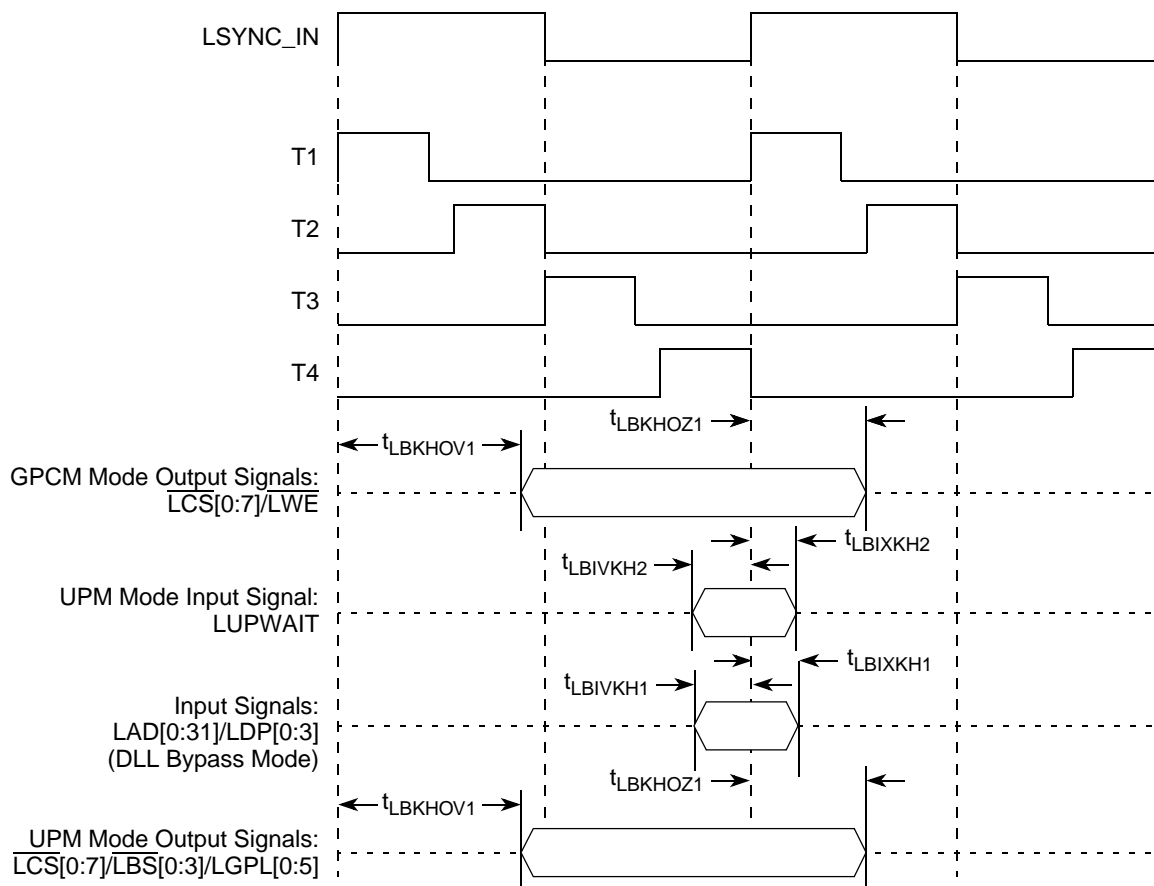 LSYNC_IN
T1
T2
T3
T4
tLBKHOZ1
tLBKHOV1
GPCM Mode Output Signals:
LCS[0:7]/LWE
tLBIXKH2
tLBIVKH2
UPM Mode Input Signal:
LUPWAIT
tLBIXKH1
tLBIVKH1
Input Signals:
LAD[0:31]/LDP[0:3]
(DLL Bypass Mode)
tLBKHOZ1
tLBKHOV1
UPM Mode Output Signals:
LCS[0:7]/LBS[0:3]/LGPL[0:5]